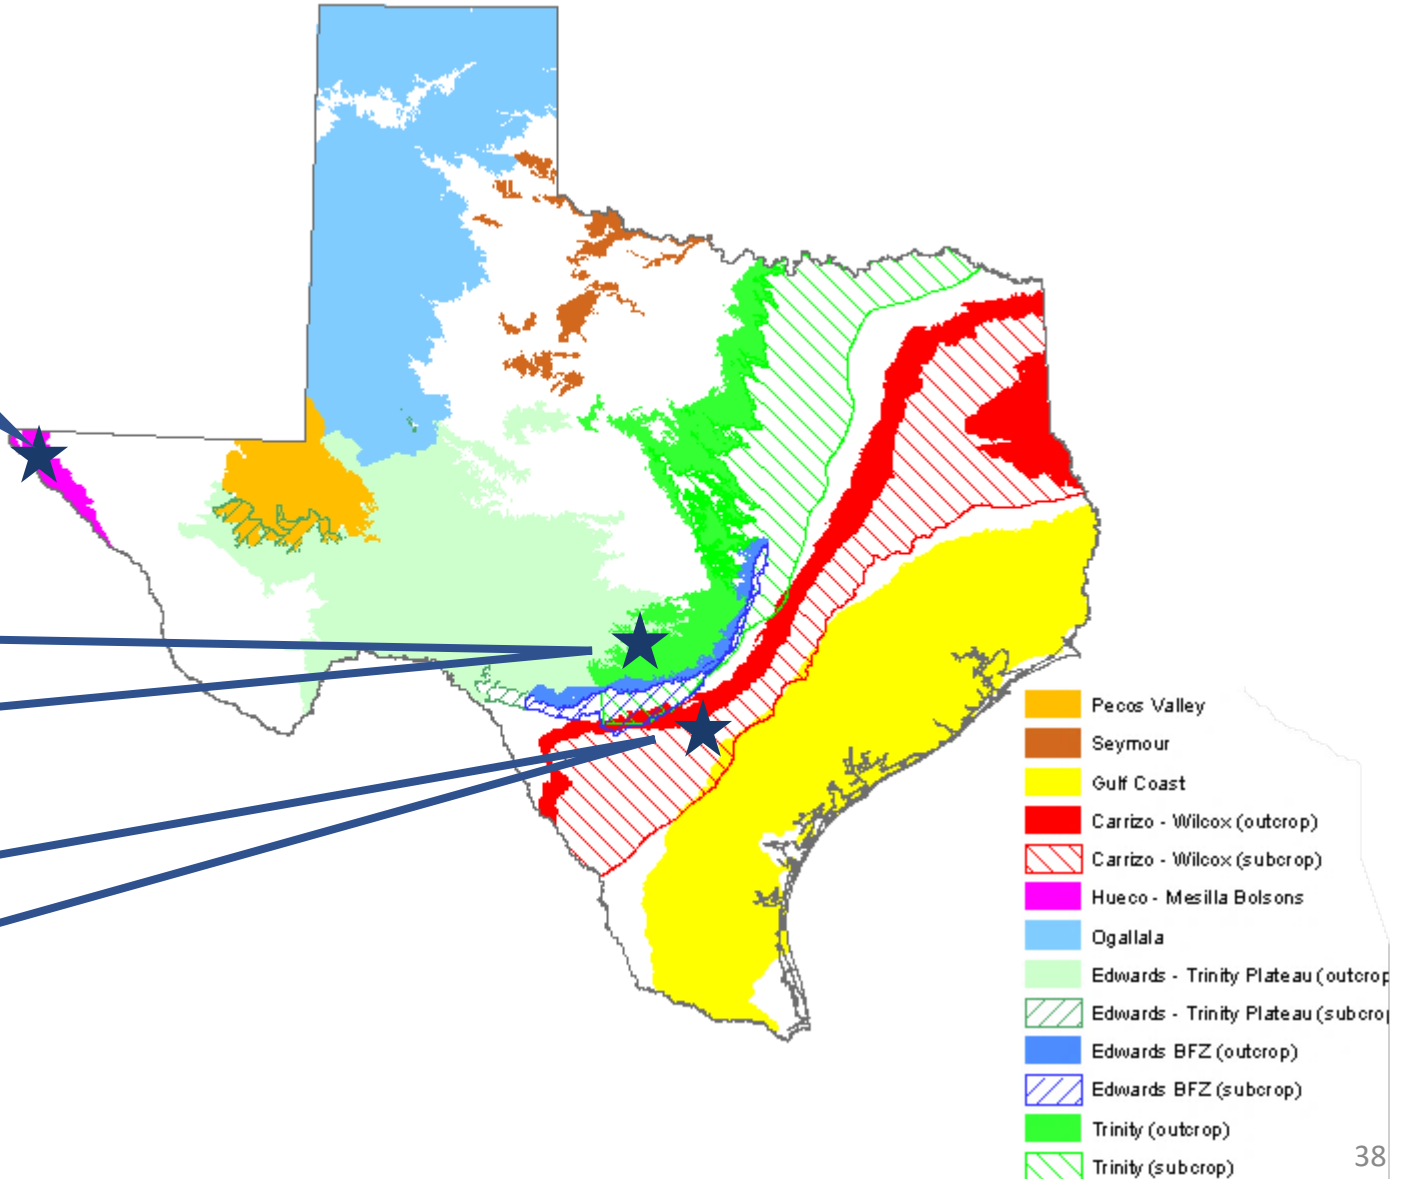 Pecos Valley
Seymour
Gulf Coast
Carrizo - Wilcox (outcrop)
Carrizo - Wilcox (subcrop)
Hueco - Mesilla Bolsons
Ogallala
Edwards - Trinity Plateau (outcrop
Edwards - Trinity Plateau (subcrop
Edwards BFZ (outcrop)
Edwards BFZ (subcrop)
Trinity (outcrop)
Trinity (subcrop)
38